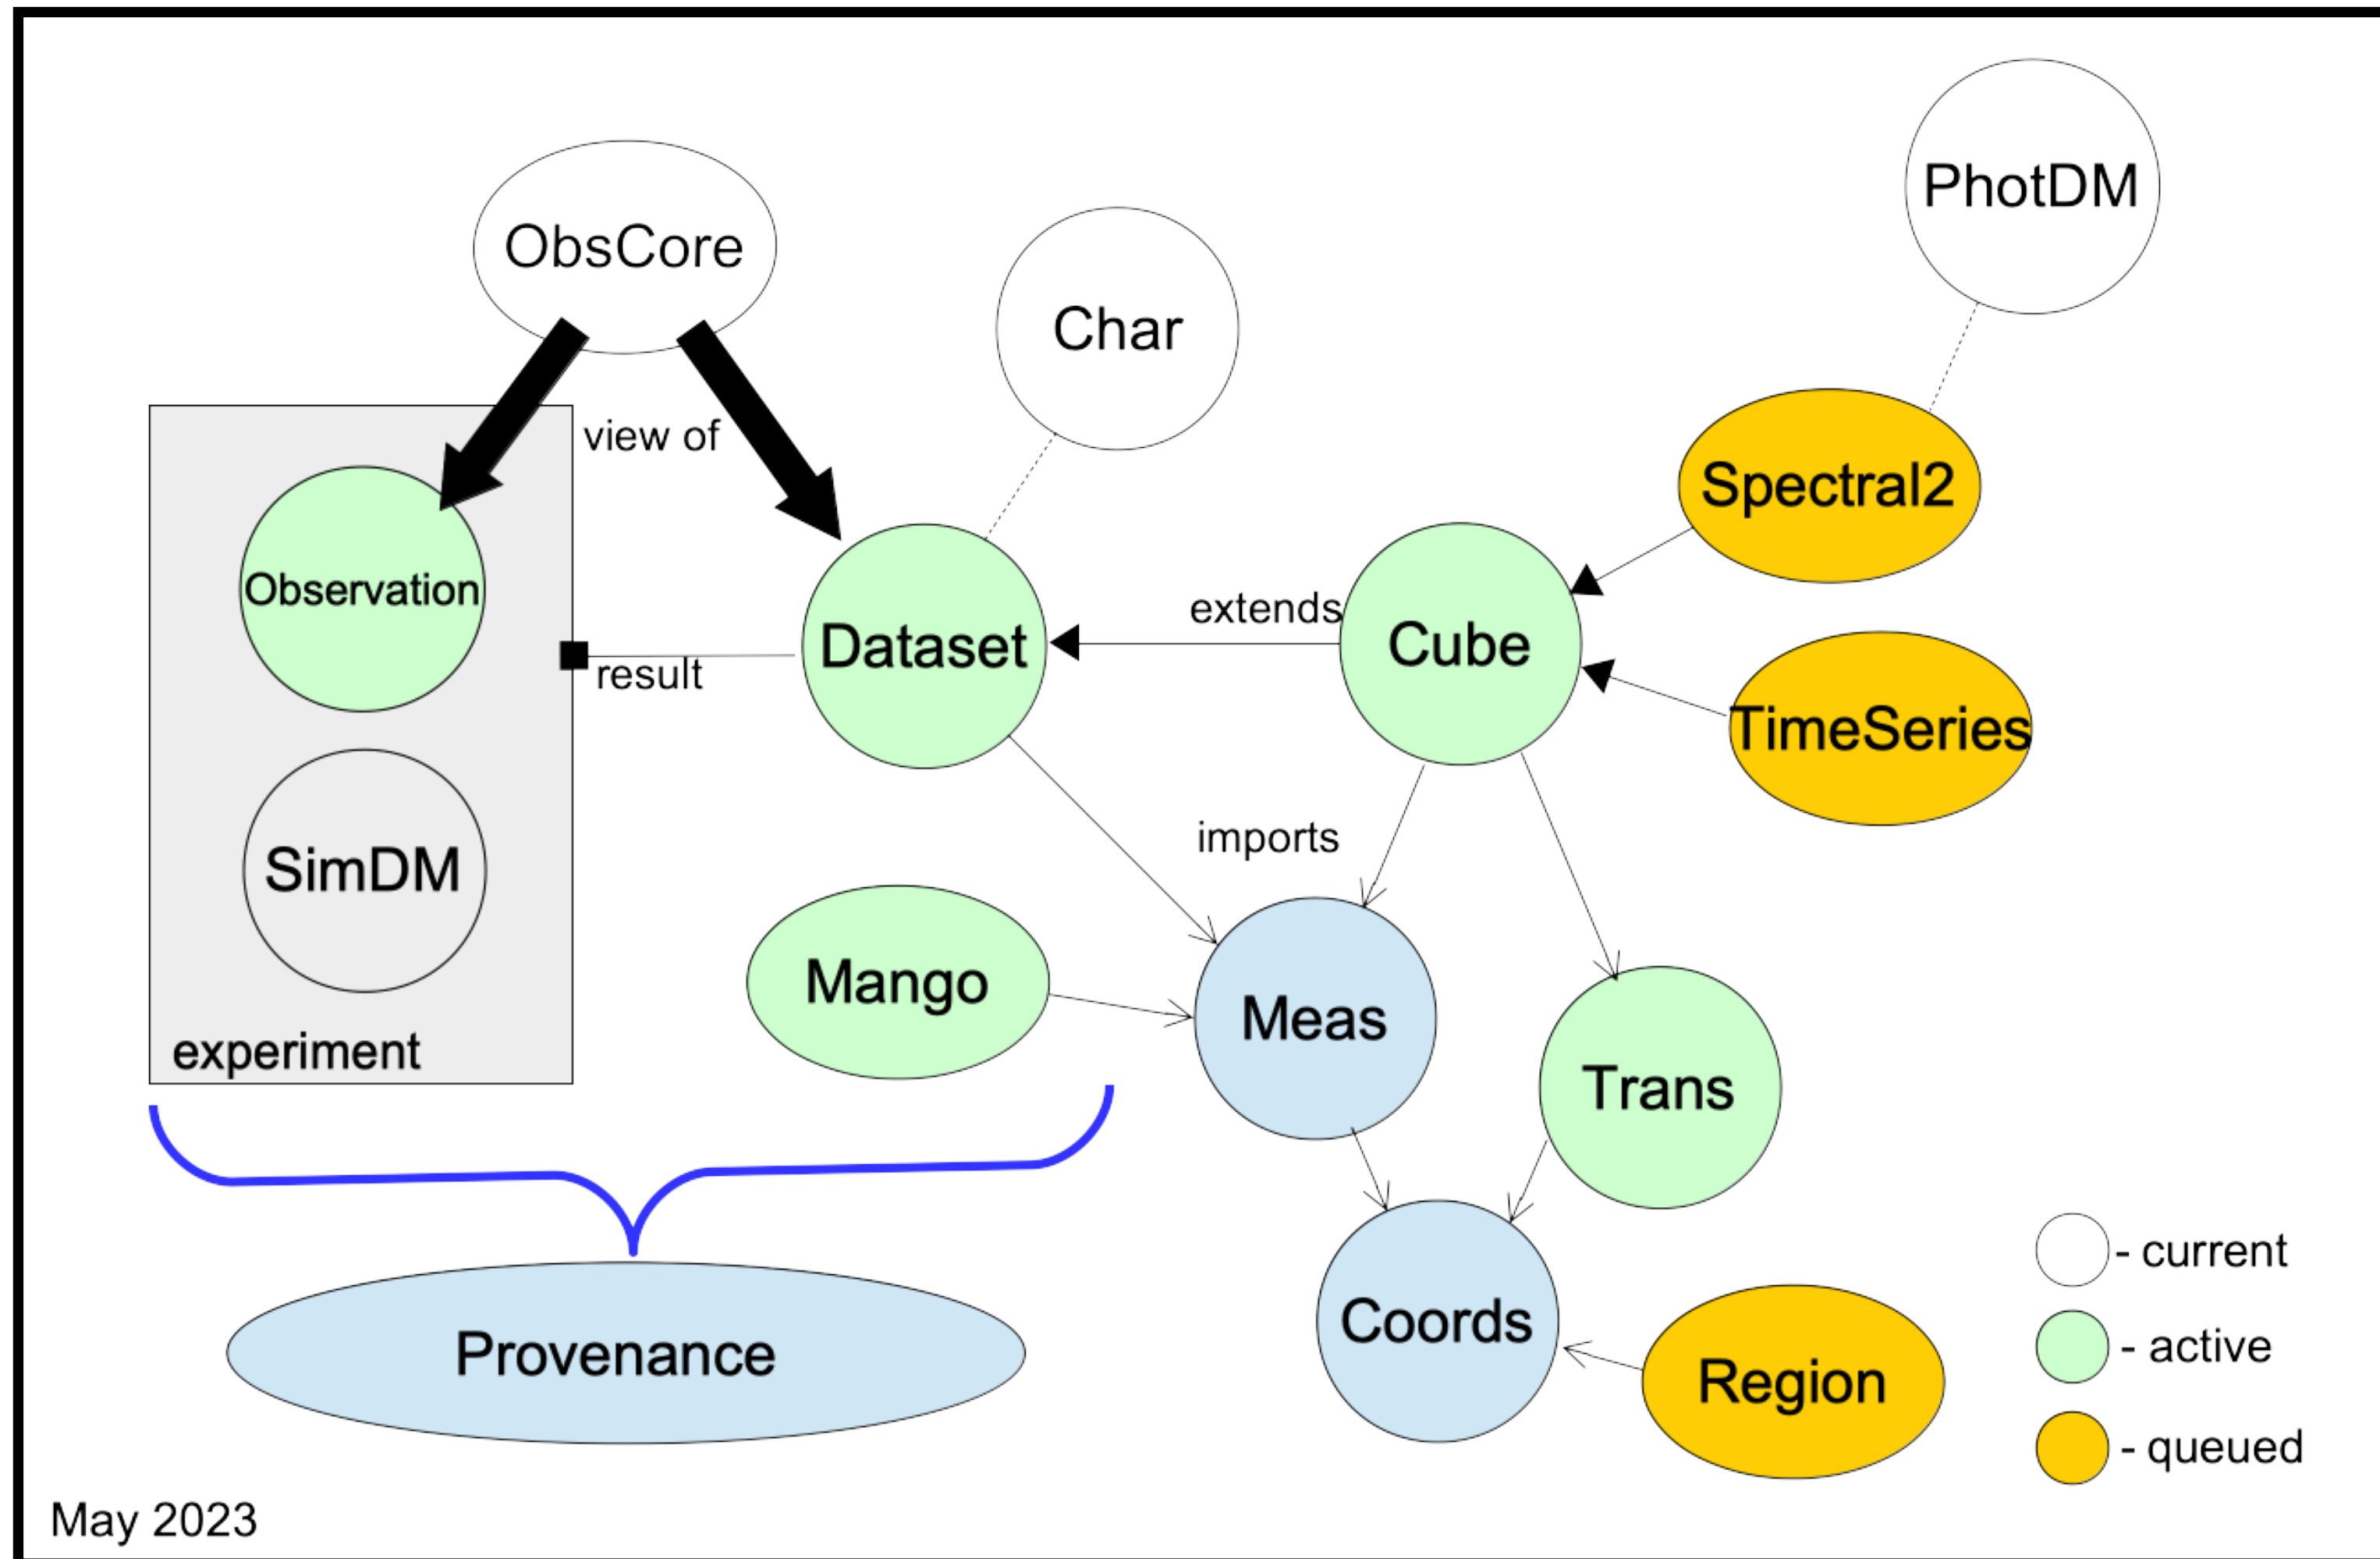 PhotDM
ObsCore
Char
view of
Spectral2
Observation
extends
Dataset
Cube
result
TimeSeries
imports
SimDM
Mango
Meas
experiment
Trans
- current
Coords
- active
Provenance
Region
- queued
May 2023